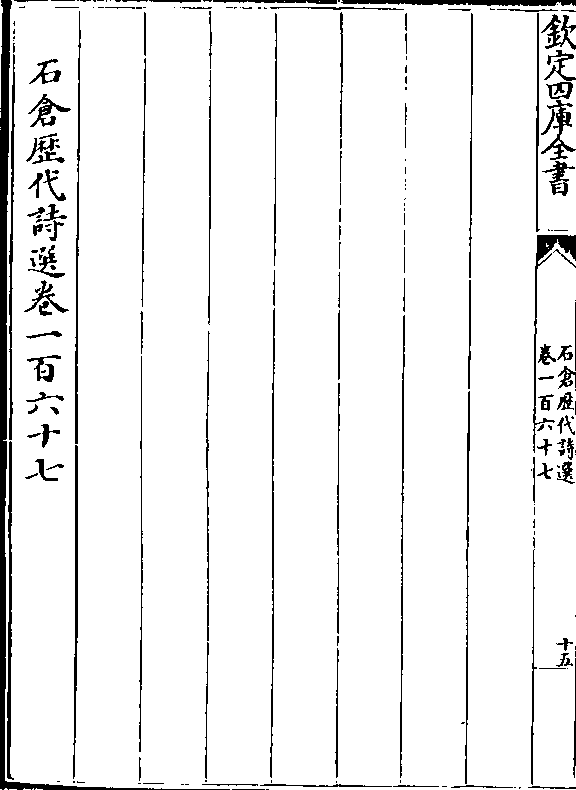 欽定四庫全書
石倉歷代詩選
卷一百六十七
十五
石倉歷代詩選卷一百六十七